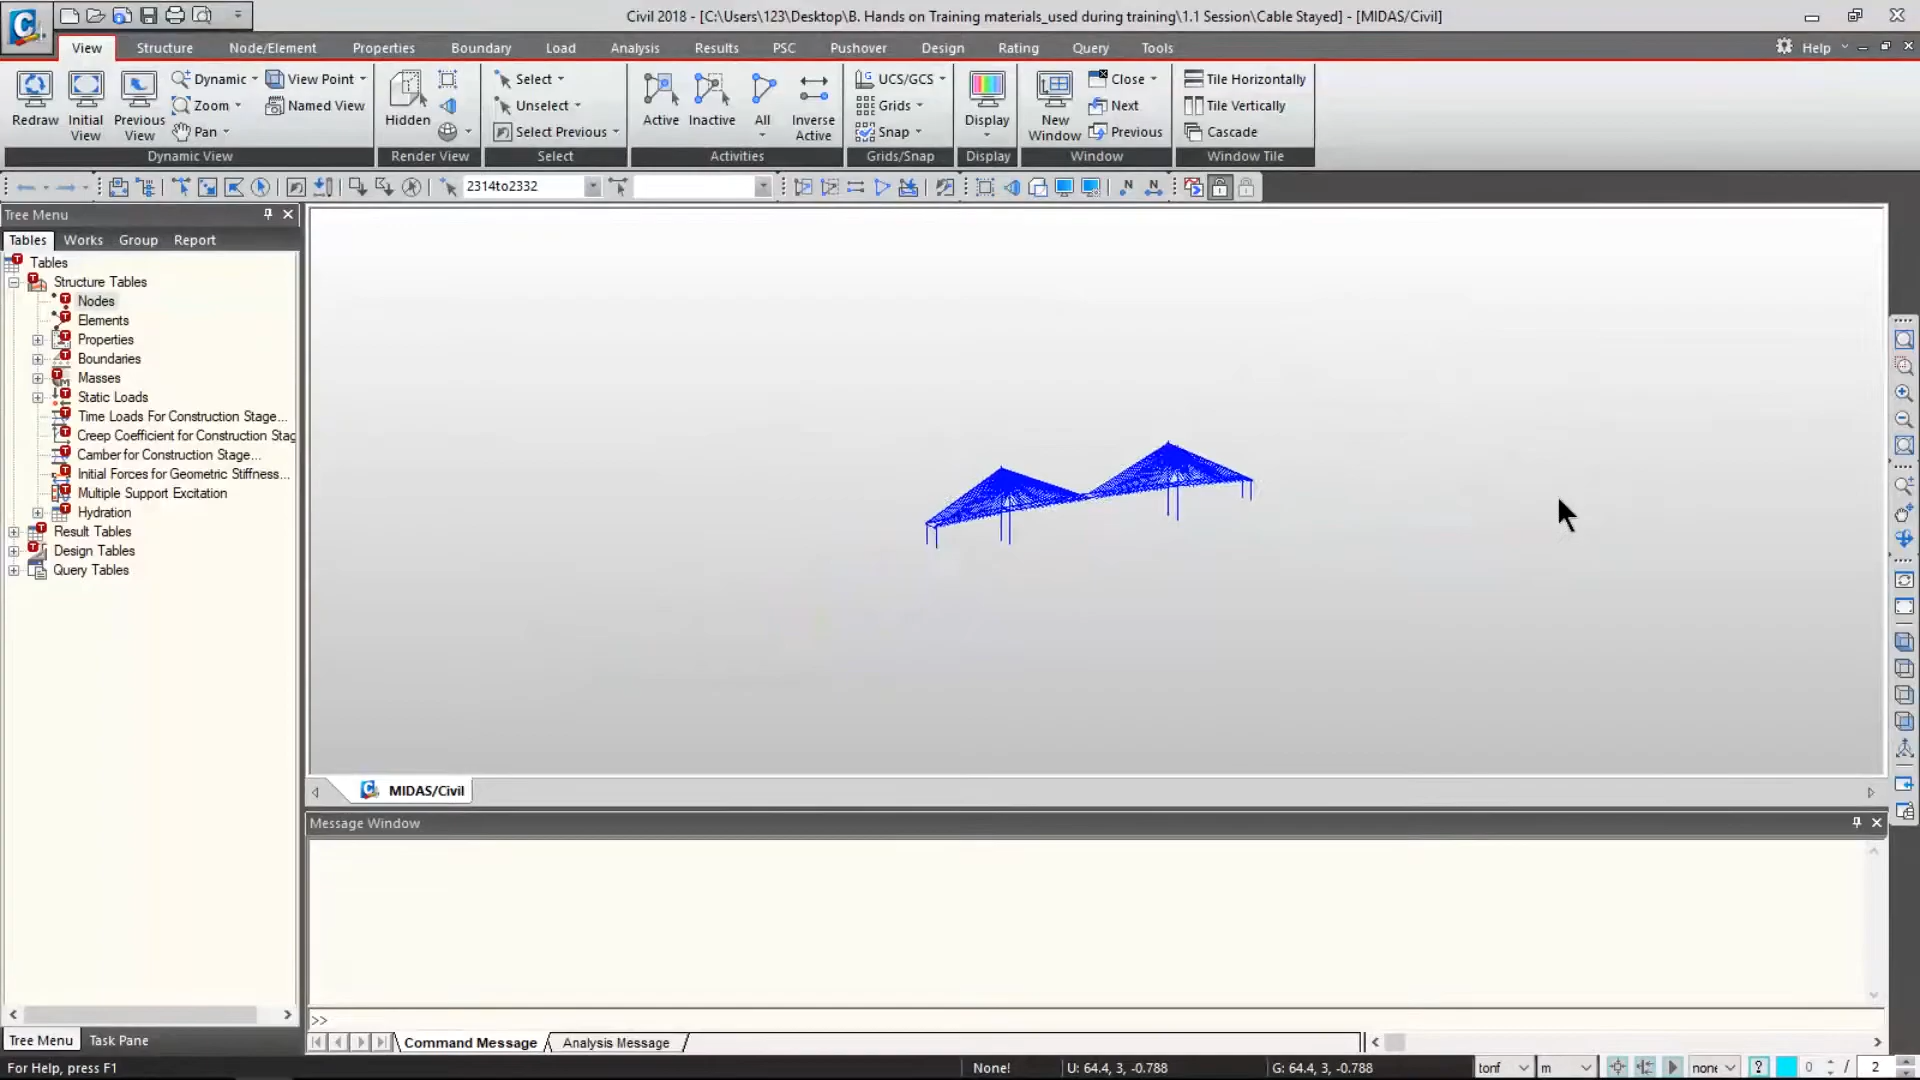 Civil 2018 - [C:\Users\123\Desktop\B. Hands on Training materials_used during training\1.1 Session\Cable Stayed] - [MIDAS/Civil]
View Structure Node/Element Properties Boundary Load Analysis Results PSC Pushover Design Rating Query Tools Help
Redraw
Initial View
Previous View
Dynamic
Zoom
Pan
View Point
Named View
Dynamic View
Hidden
Render View
Select
Unselect
Select Previous
Select
Active
Inactive
All
Inverse Active
Activities
UCS/GCS
Grids
Snap
Grids/Snap
Display
Display
New Window
Close
Next
Previous
Window
Tile Horizontally
Tile Vertically
Cascade
Window Tile
2314to2332
Tree Menu
Tables Works Group Report
Tables
Structure Tables
Nodes
Elements
Properties
Boundaries
Masses
Static Loads
Time Loads For Construction Stage...
Creep Coefficient for Construction Stag
Camber for Construction Stage...
Initial Forces for Geometric Stiffness...
Multiple Support Excitation
Hydration
Result Tables
Design Tables
Query Tables
MIDAS/Civil
Message Window
>>
Tree Menu Task Pane
Command Message Analysis Message
For Help, press F1
None!
U: 64.4, 3, -0.788
G: 64.4, 3, -0.788
tonf
m
none
0 / 2